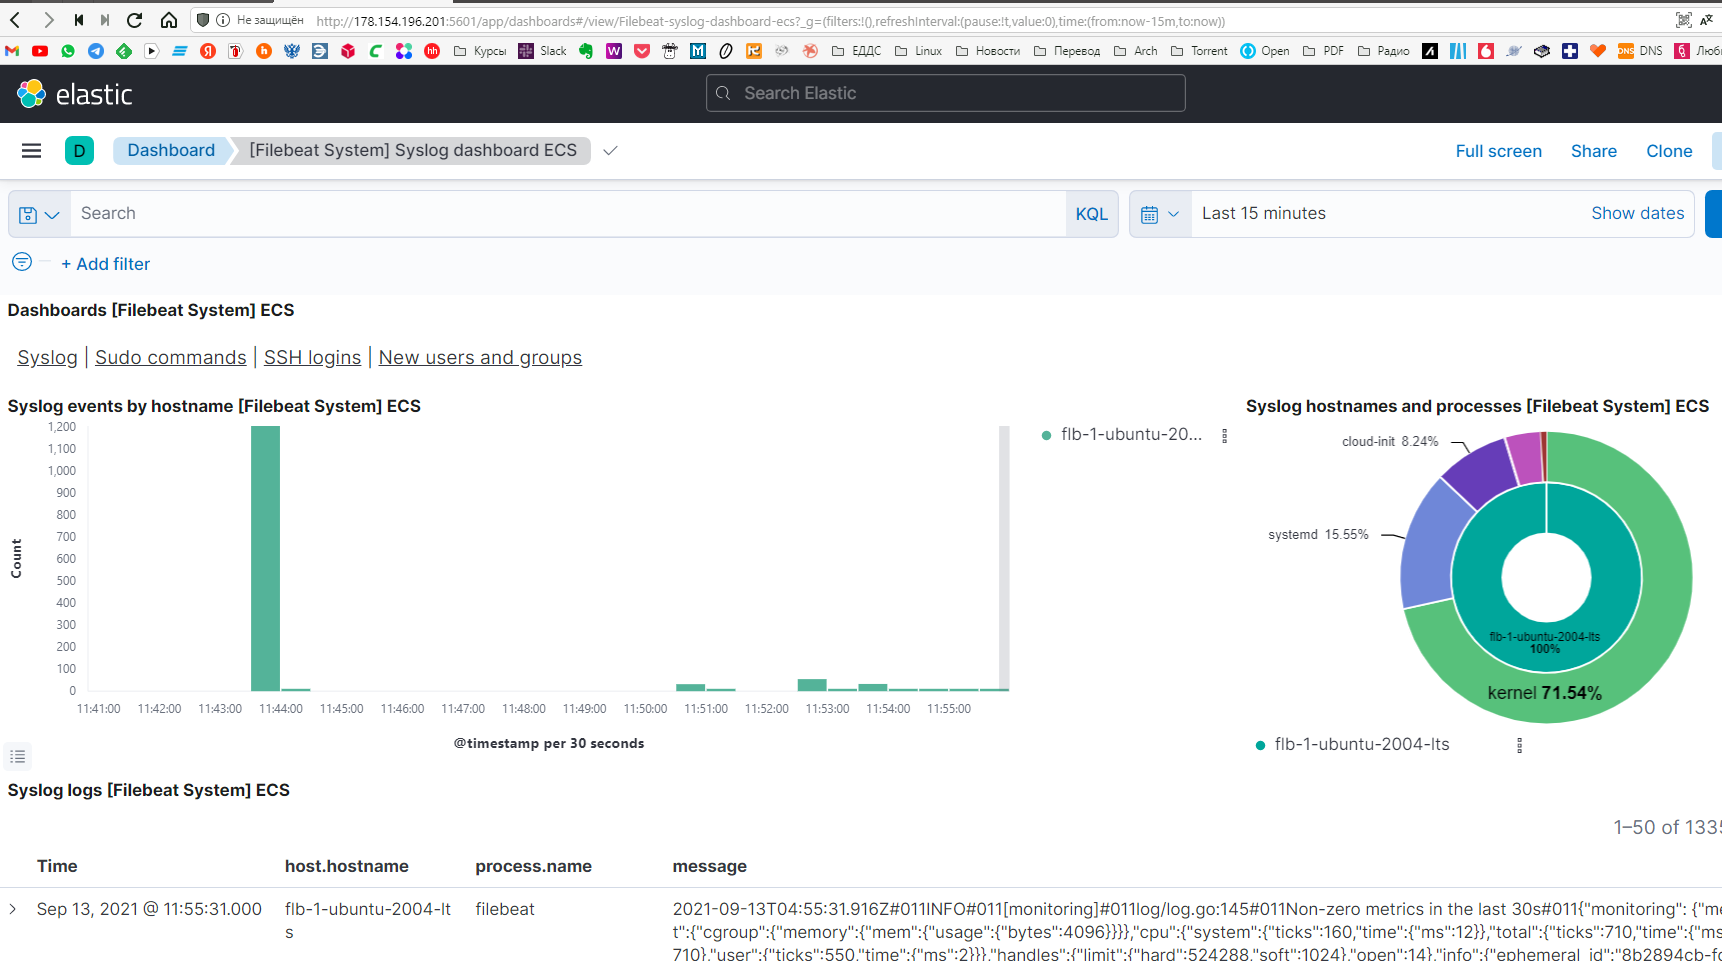 Не защищён
http://178.154.196.201:5601/app/dashboards#/view/Filebeat-syslog-dashboard-ecs?_g=(filters:!(),refreshInterval:(pause:!t,value:0),time:(from:now-15m,to:now))
Курсы Slack ЕДДС Linux Новости Перевод Arch Torrent Open PDF Радио DNS DNS Люб
elastic
Search Elastic
D Dashboard [Filebeat System] Syslog dashboard ECS
Full screen Share Clone
Search KQL Last 15 minutes Show dates
+ Add filter
Dashboards [Filebeat System] ECS
Syslog | Sudo commands | SSH logins | New users and groups
Syslog events by hostname [Filebeat System] ECS
1,200
1,100
1,000
900
800
700
600
500
400
300
200
100
0
Count
11:41:00 11:42:00 11:43:00 11:44:00 11:45:00 11:46:00 11:47:00 11:48:00 11:49:00 11:50:00 11:51:00 11:52:00 11:53:00 11:54:00 11:55:00
@timestamp per 30 seconds
flb-1-ubuntu-20...
Syslog hostnames and processes [Filebeat System] ECS
cloud-init 8.24%
systemd 15.55%
flb-1-ubuntu-2004-lts
100%
kernel 71.54%
flb-1-ubuntu-2004-lts
Syslog logs [Filebeat System] ECS
1–50 of 1335
Time host.hostname process.name message
Sep 13, 2021 @ 11:55:31.000 flb-1-ubuntu-2004-lt filebeat 2021-09-13T04:55:31.916Z#011INFO#011[monitoring]#011log/log.go:145#011Non-zero metrics in the last 30s#011{"monitoring": {"me
s t":{"cgroup":{"memory":{"mem":{"usage":{"bytes":4096}}}},"cpu":{"system":{"ticks":160,"time":{"ms":12}},"total":{"ticks":710,"time":{"ms
710},"user":{"ticks":550,"time":{"ms":2}}},"handles":{"limit":{"hard":524288,"soft":1024},"open":14},"info":{"ephemeral_id":"8b2894cb-fc